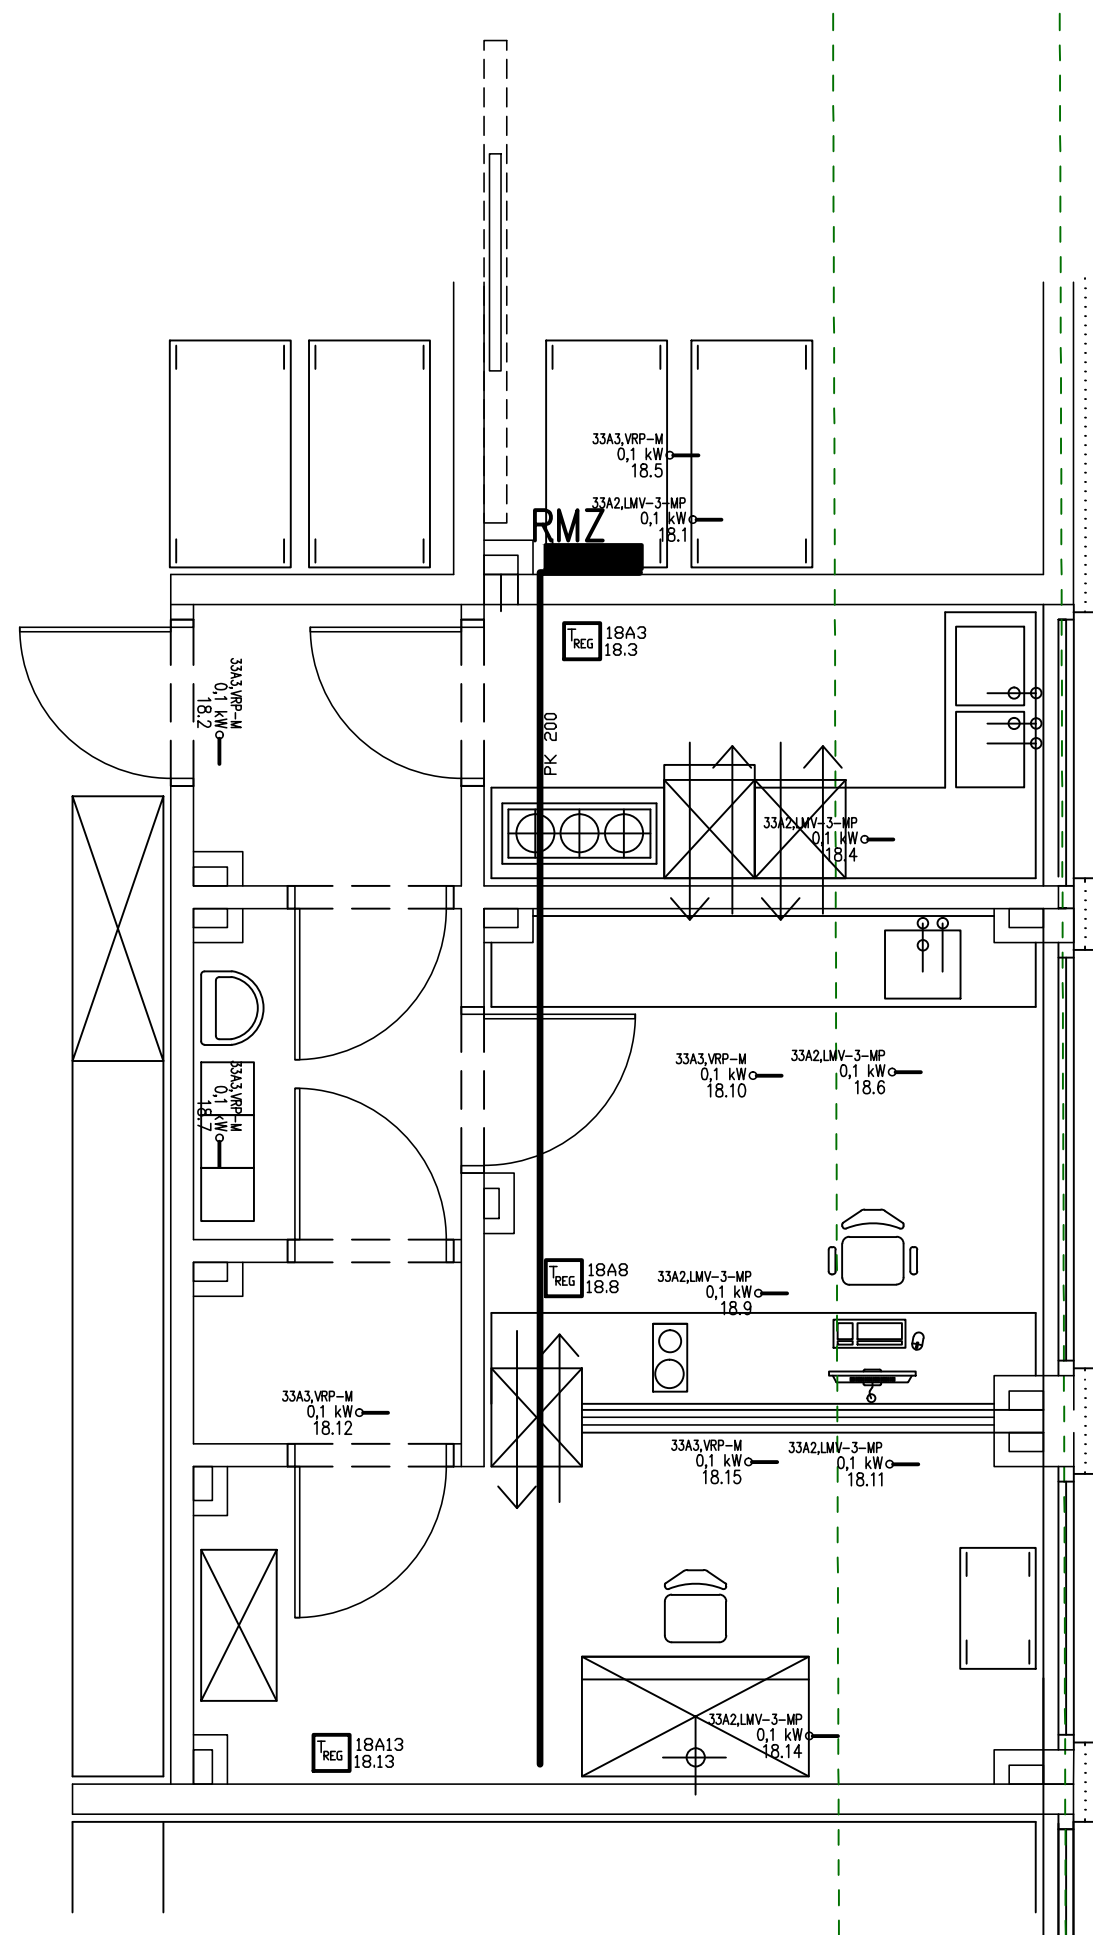 33A3,VRP-M
0,1 kW
18.5
33A2,LMV-3-MP
0,1 kW
18.1
RMZ
TREG
18A3
18.3
33A3,VRP-M
0,1 kW
18.2
PK 200
33A2,LMV-3-MP
0,1 kW
18.4
33A3,VRP-M
0,1 kW
18.10
33A2,LMV-3-MP
0,1 kW
18.6
33A3,VRP-M
0,1 kW
18.7
TREG
18A8
18.8
33A2,LMV-3-MP
0,1 kW
18.9
33A3,VRP-M
0,1 kW
18.12
33A3,VRP-M
0,1 kW
18.15
33A2,LMV-3-MP
0,1 kW
18.11
33A2,LMV-3-MP
0,1 kW
18.14
TREG
18A13
18.13